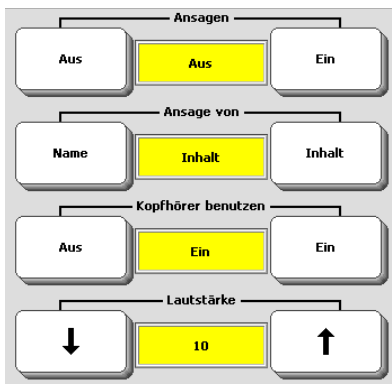 Ansagen
Aus Aus Ein
Ansage von
Name Inhalt Inhalt
Kopfhörer benutzen
Aus Ein Ein
Lautstärke
10